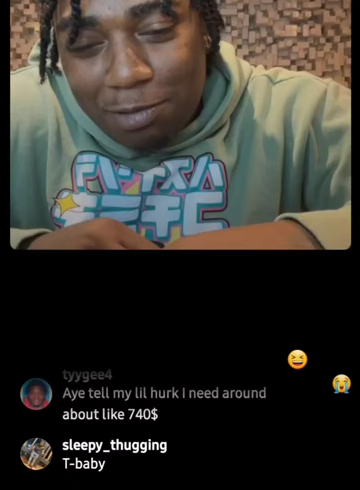 tyygee4
Aye tell my lil hurk I need around
about like 740$
sleepy_thugging
T-baby